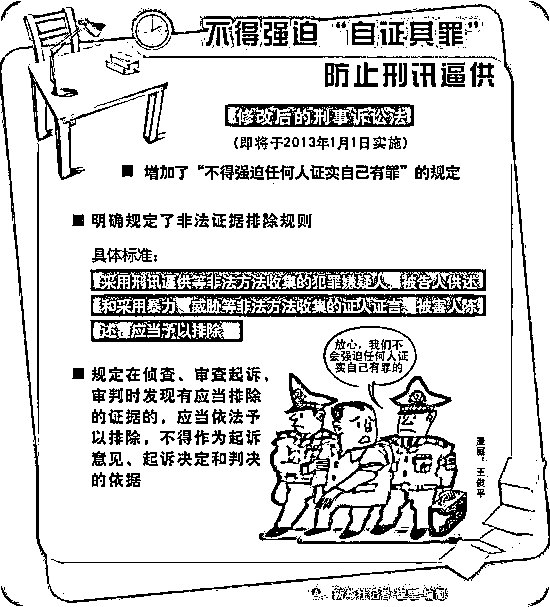 不得强迫“自证其罪”
防止刑讯逼供
修改后的刑事诉讼法
(即将于2013年1月1日实施)
■ 增加了“不得强迫任何人证实自己有罪”的规定
■ 明确规定了非法证据排除规则
具体标准：
采用刑讯逼供等非法方法收集的犯罪嫌疑人、被告人供述
和采用暴力、威胁等非法方法收集的证人证言、被害人陈
述，应当予以排除
放心，我们不
会强迫任何人证
实自己有罪的
■ 规定在侦查、审查起诉，
审判时发现有应当排除
的证据的，应当依法予
以排除，不得作为起诉
意见、起诉决定和判决
的依据
漫画：王俊平